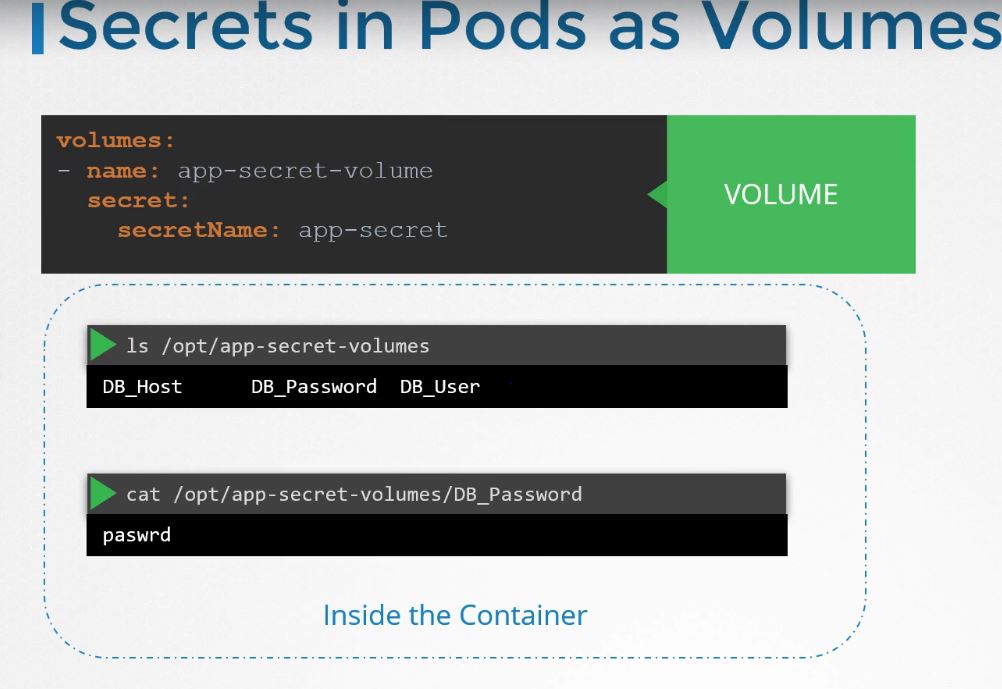 Secrets in Pods as Volumes
volumes:
- name: app-secret-volume
secret:
secretName: app-secret
VOLUME
ls /opt/app-secret-volumes
DB_Host DB_Password DB_User
cat /opt/app-secret-volumes/DB_Password
paswrd
Inside the Container